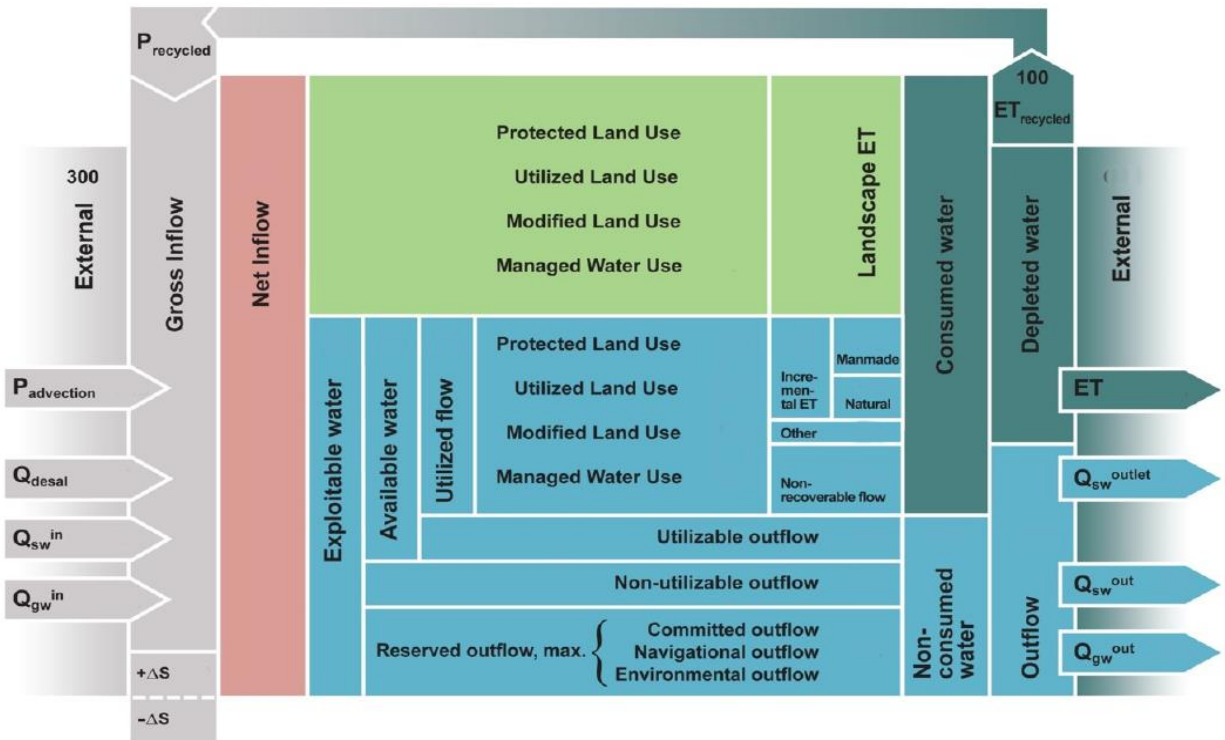 P recycled
300
External
P advection
Q desal
Q sw in
Q gw in
Gross Inflow
+ΔS
-ΔS
Net Inflow
Protected Land Use
Utilized Land Use
Modified Land Use
Managed Water Use
Landscape ET
Exploitable water
Available water
Utilized flow
Protected Land Use
Utilized Land Use
Modified Land Use
Managed Water Use
Incre-
men-
tal ET
Manmade
Natural
Other
Non-
recoverable flow
Utilizable outflow
Non-utilizable outflow
Reserved outflow, max.
Committed outflow
Navigational outflow
Environmental outflow
Consumed water
Non-
consumed
water
100
ET recycled
Depleted water
Outflow
External
ET
Q sw outlet
Q sw out
Q gw out